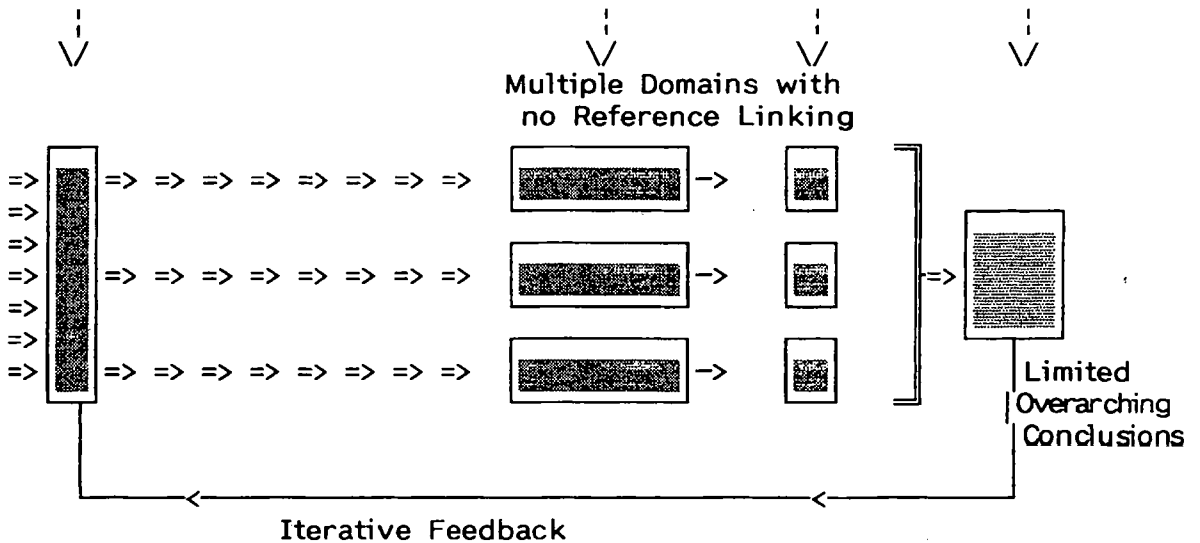 Multiple Domains with
no Reference Linking
Limited
Overarching
Conclusions
Iterative Feedback